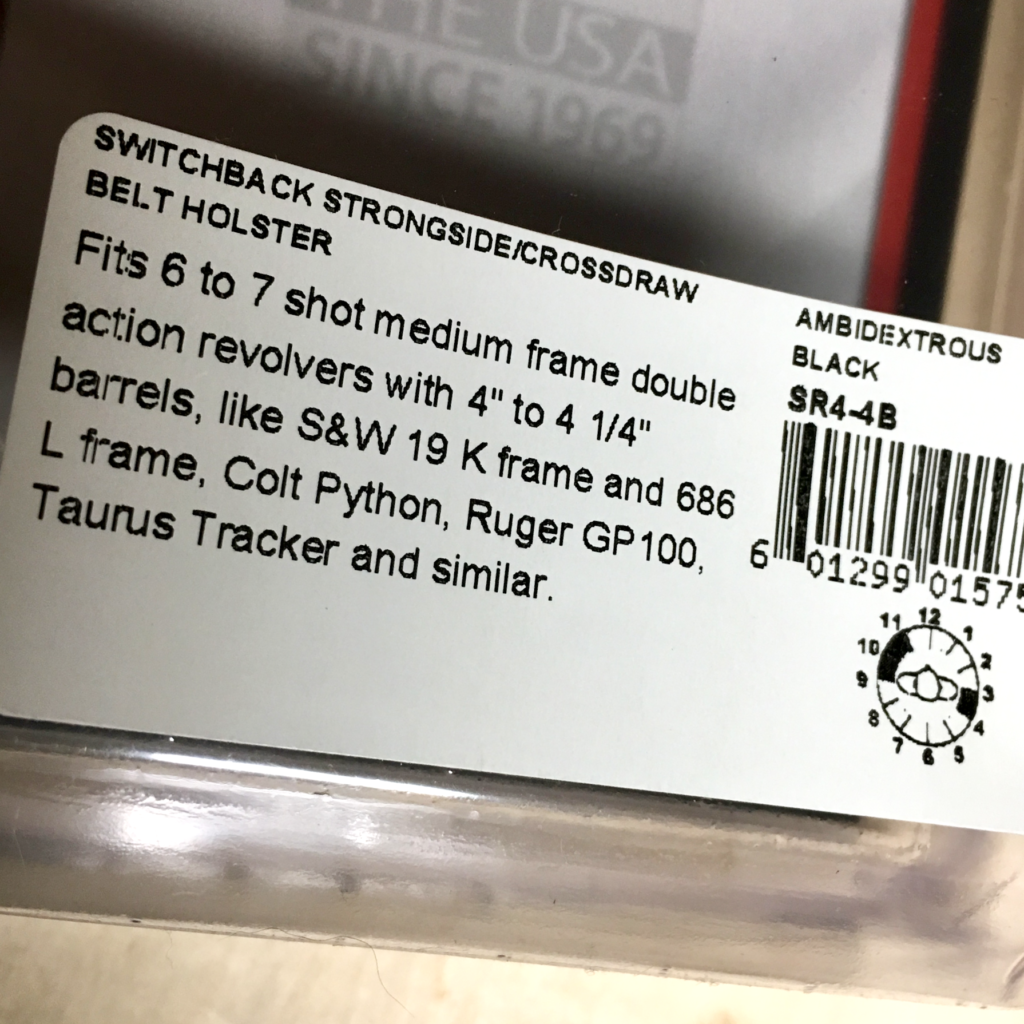 THE USA
SINCE 1969
SWITCHBACK STRONGSIDE/CROSSDRAW
BELT HOLSTER
Fits 6 to 7 shot medium frame double
action revolvers with 4" to 4 1/4"
barrels, like S&W 19 K frame and 686
L frame, Colt Python, Ruger GP100,
Taurus Tracker and similar.
AMBIDEXTROUS
BLACK
SR4-4B
6 01299 01575
12
11 1
10 2
9 3
8 4
7 5
6